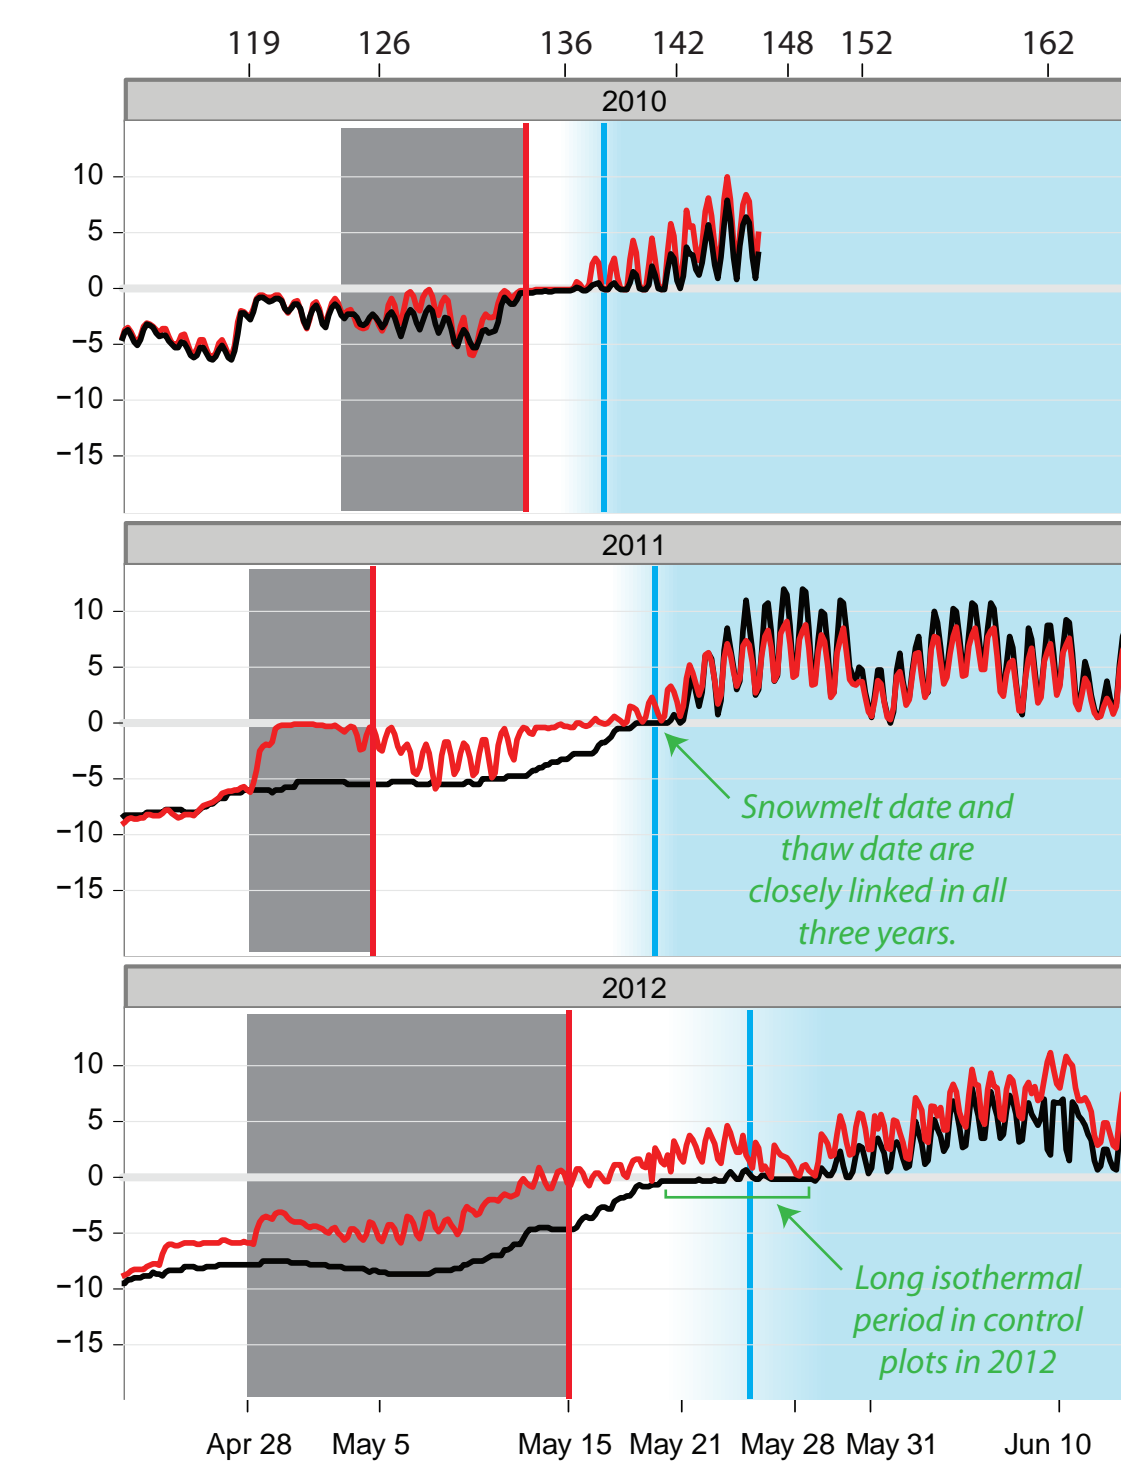 119 126 136 142 148 152 162
2010
10
5
0
−5
−10
−15
2011
10
5
0
−5
−10
−15
Snowmelt date and
thaw date are
closely linked in all
three years.
2012
10
5
0
−5
−10
−15
Long isothermal
period in control
plots in 2012
Apr 28 May 5 May 15 May 21 May 28 May 31 Jun 10